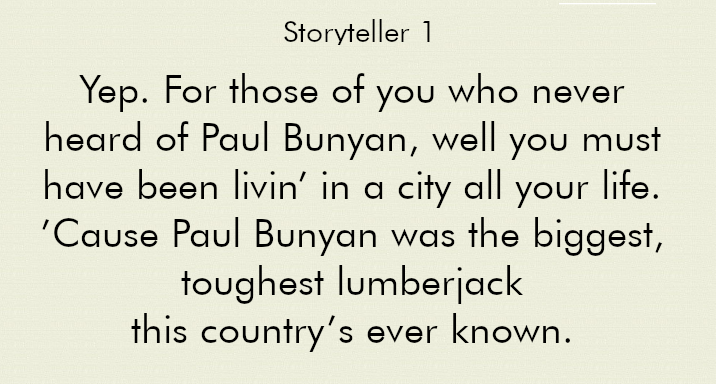 Storyteller 1
Yep. For those of you who never
heard of Paul Bunyan, well you must
have been livin’ in a city all your life.
’Cause Paul Bunyan was the biggest,
toughest lumberjack
this country’s ever known.